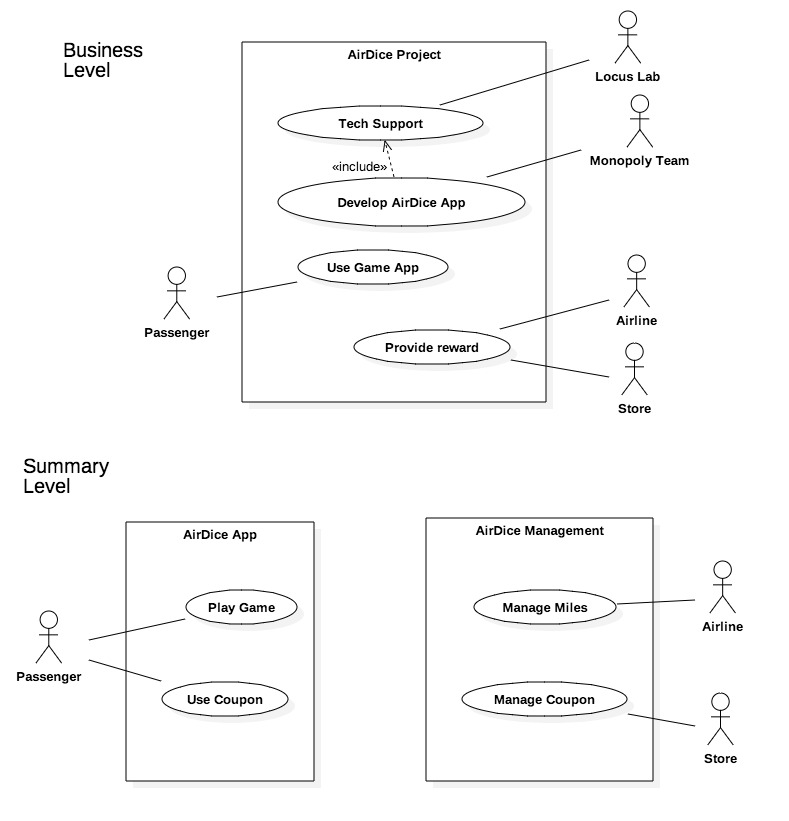 Business
Level
AirDice Project
Locus Lab
Tech Support
Monopoly Team
«include»
Develop AirDice App
Use Game App
Passenger
Airline
Provide reward
Store
Summary
Level
AirDice App
AirDice Management
Play Game
Manage Miles
Airline
Passenger
Use Coupon
Manage Coupon
Store